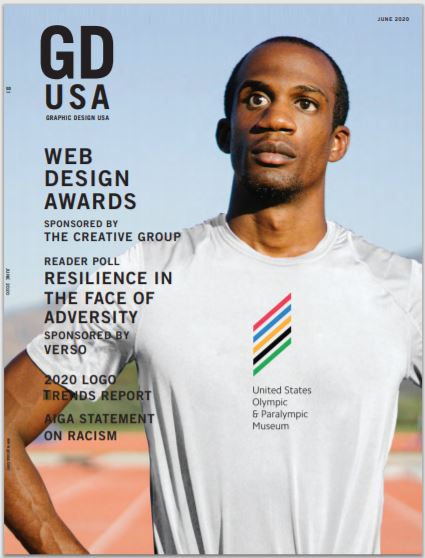 JUNE 2020
GD
USA
GRAPHIC DESIGN USA
WEB
DESIGN
AWARDS
SPONSORED BY
THE CREATIVE GROUP
READER POLL
RESILIENCE IN
THE FACE OF
ADVERSITY
SPONSORED BY
VERSO
2020 LOGO
TRENDS REPORT
AIGA STATEMENT
ON RACISM
United States
Olympic
& Paralympic
Museum
JUNE 2020